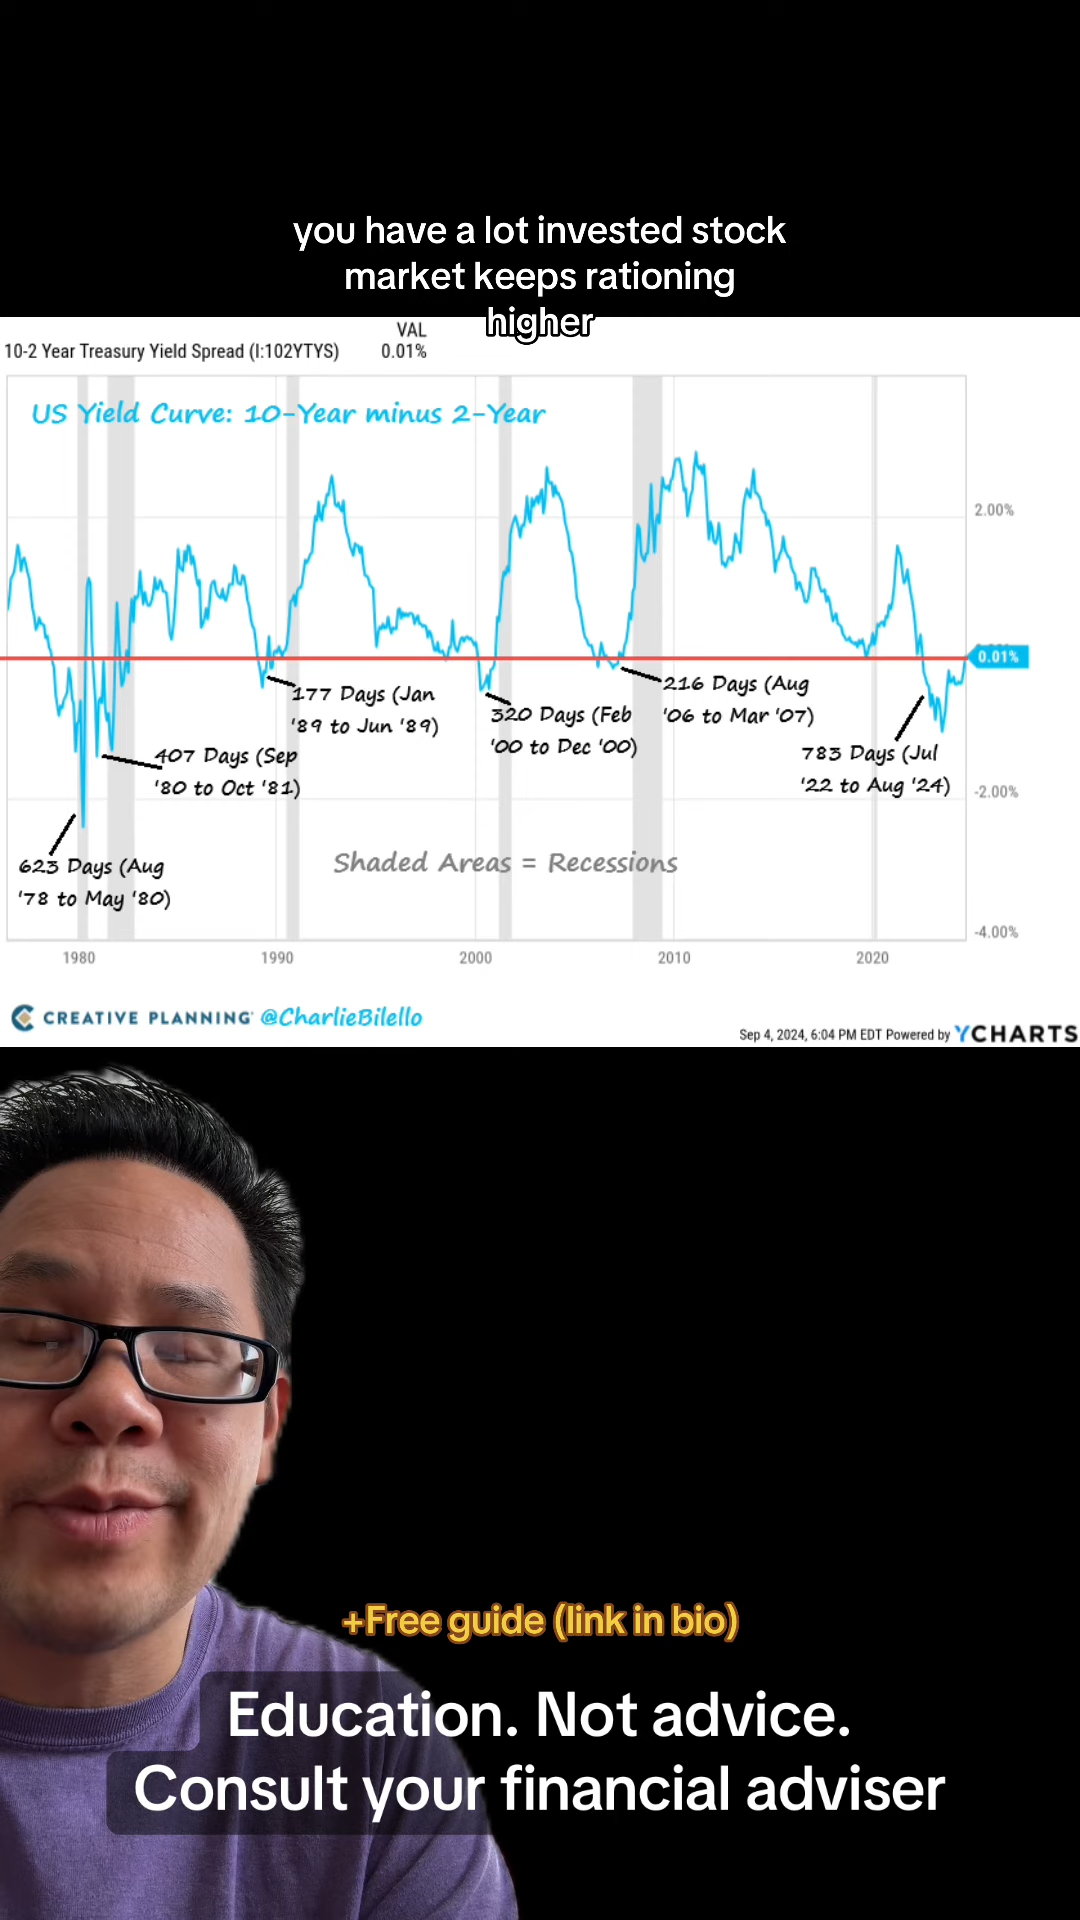 you have a lot invested stock
market keeps rationing
higher
VAL
10-2 Year Treasury Yield Spread (I:102YTYS) 0.01%
US Yield Curve: 10-Year minus 2-Year
2.00%
0.01%
177 Days (Jan
'89 to Jun '89)
216 Days (Aug
'06 to Mar '07)
320 Days (Feb
'00 to Dec '00)
407 Days (Sep
'80 to Oct '81)
783 Days (Jul
'22 to Aug '24)
-2.00%
623 Days (Aug
'78 to May '80)
Shaded Areas = Recessions
-4.00%
1980 1990 2000 2010 2020
CREATIVE PLANNING @CharlieBilello
Sep 4, 2024, 6:04 PM EDT Powered by YCHARTS
+Free guide (link in bio)
Education. Not advice.
Consult your financial adviser